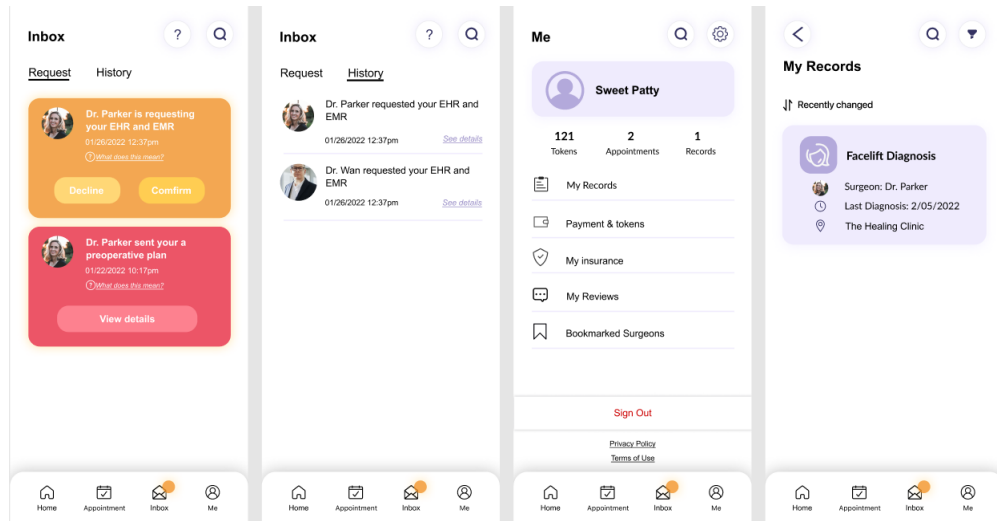 Inbox
?
Request
History
Dr. Parker is requesting
your EHR and EMR
01/26/2022 12:37pm
?What does this mean?
Decline
Comfirm
Dr. Parker sent your a
preoperative plan
01/22/2022 10:17pm
?What does this mean?
View details
Home
Appointment
Inbox
Me
Inbox
?
Request
History
Dr. Parker requested your EHR and
EMR
01/26/2022 12:37pm
See details
Dr. Wan requested your EHR and
EMR
01/26/2022 12:37pm
See details
Home
Appointment
Inbox
Me
Me
Sweet Patty
121
2
1
Tokens
Appointments
Records
My Records
Payment & tokens
My insurance
My Reviews
Bookmarked Surgeons
Sign Out
Privacy Policy
Terms of Use
Home
Appointment
Inbox
Me
My Records
Recently changed
Facelift Diagnosis
Surgeon: Dr. Parker
Last Diagnosis: 2/05/2022
The Healing Clinic
Home
Appointment
Inbox
Me